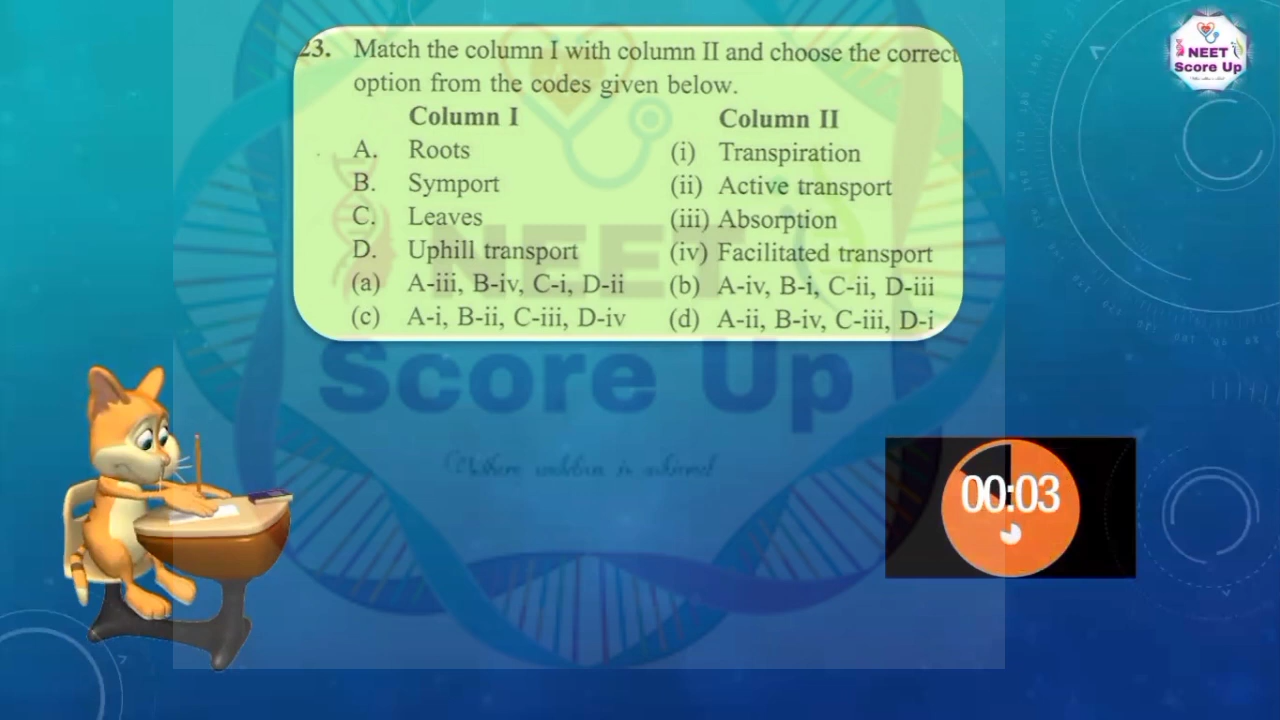 NEET
Score Up
23. Match the column I with column II and choose the correct
option from the codes given below.
Column I Column II
A. Roots (i) Transpiration
B. Symport (ii) Active transport
C. Leaves (iii) Absorption
D. Uphill transport (iv) Facilitated transport
(a) A-iii, B-iv, C-i, D-ii (b) A-iv, B-i, C-ii, D-iii
(c) A-i, B-ii, C-iii, D-iv (d) A-ii, B-iv, C-iii, D-i
NEET
Score Up
00:03